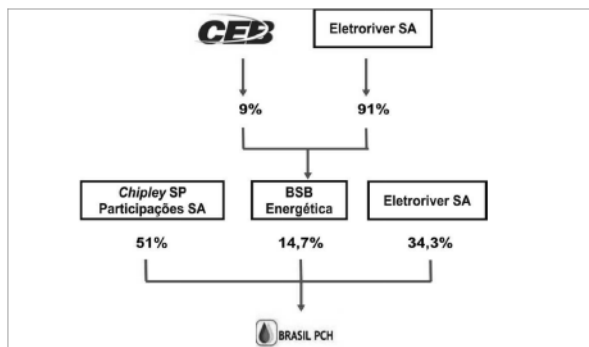 CEB
Eletroriver SA
9%
91%
Chipley SP
Participações SA
BSB
Energética
Eletroriver SA
51%
14,7%
34,3%
BRASIL PCH